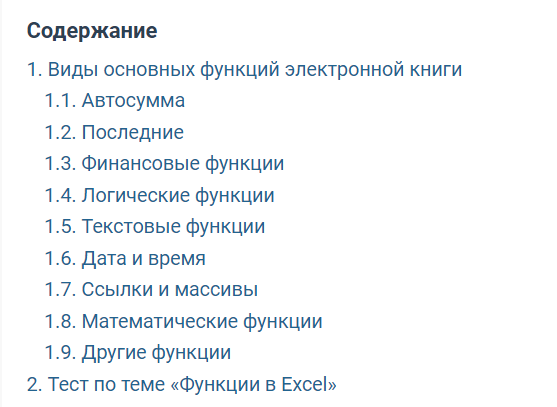 Содержание
1. Виды основных функций электронной книги
1.1. Автосумма
1.2. Последние
1.3. Финансовые функции
1.4. Логические функции
1.5. Текстовые функции
1.6. Дата и время
1.7. Ссылки и массивы
1.8. Математические функции
1.9. Другие функции
2. Тест по теме «Функции в Excel»